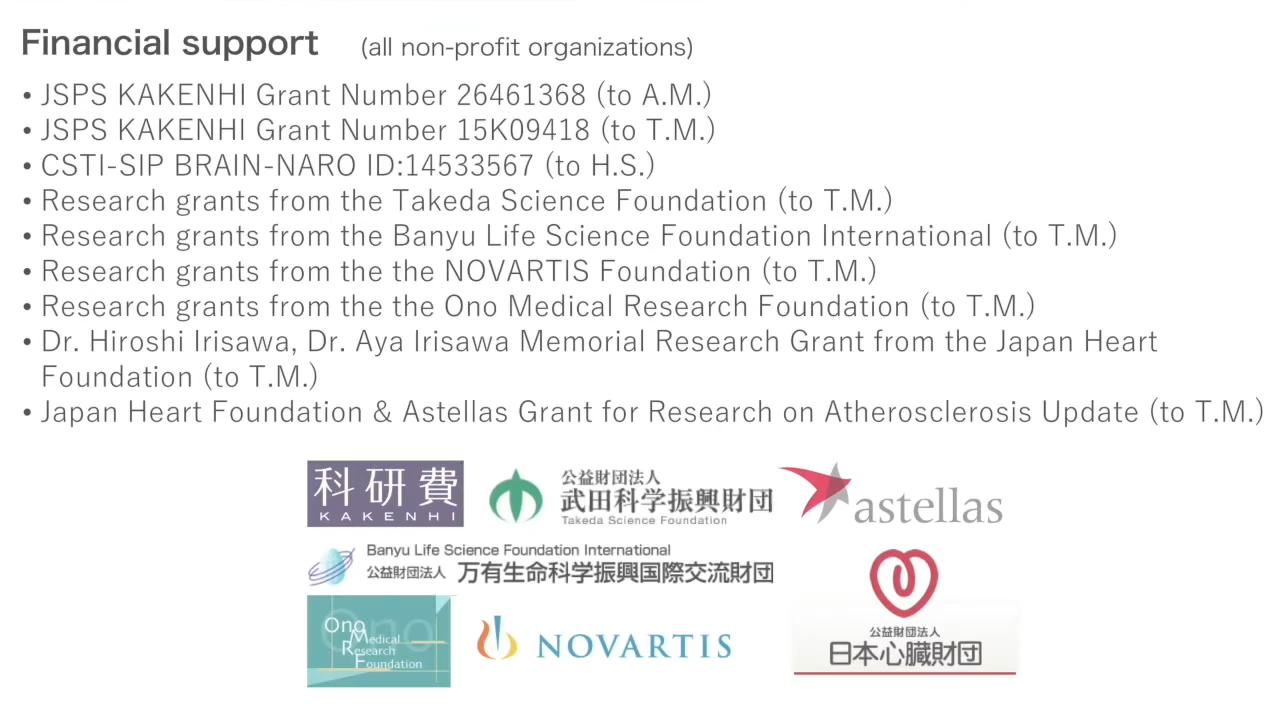 Financial support (all non-profit organizations)
• JSPS KAKENHI Grant Number 26461368 (to A.M.)
• JSPS KAKENHI Grant Number 15K09418 (to T.M.)
• CSTI-SIP BRAIN-NARO ID:14533567 (to H.S.)
• Research grants from the Takeda Science Foundation (to T.M.)
• Research grants from the Banyu Life Science Foundation International (to T.M.)
• Research grants from the the NOVARTIS Foundation (to T.M.)
• Research grants from the the Ono Medical Research Foundation (to T.M.)
• Dr. Hiroshi Irisawa, Dr. Aya Irisawa Memorial Research Grant from the Japan Heart
Foundation (to T.M.)
• Japan Heart Foundation & Astellas Grant for Research on Atherosclerosis Update (to T.M.)
科研費
KAKENHI
公益財団法人
武田科学振興財団
Takeda Science Foundation
astellas
Banyu Life Science Foundation International
公益財団法人 万有生命科学振興国際交流財団
Ono
Medical
Research
Foundation
Ono
NOVARTIS
公益財団法人
日本心臓財団